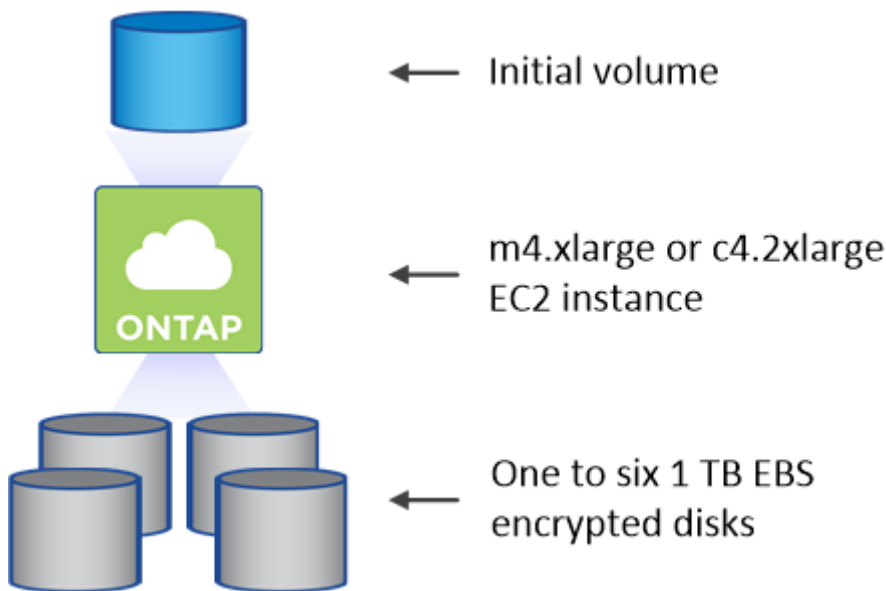 Initial volume
m4.xlarge or c4.2xlarge
EC2 instance
ONTAP
One to six 1 TB EBS
encrypted disks